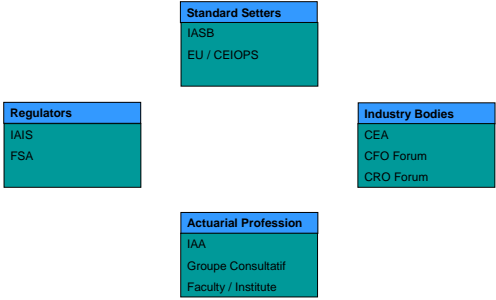 Standard Setters
IASB
EU / CEIOPS
Regulators
IAIS
FSA
Industry Bodies
CEA
CFO Forum
CRO Forum
Actuarial Profession
IAA
Groupe Consultatif
Faculty / Institute